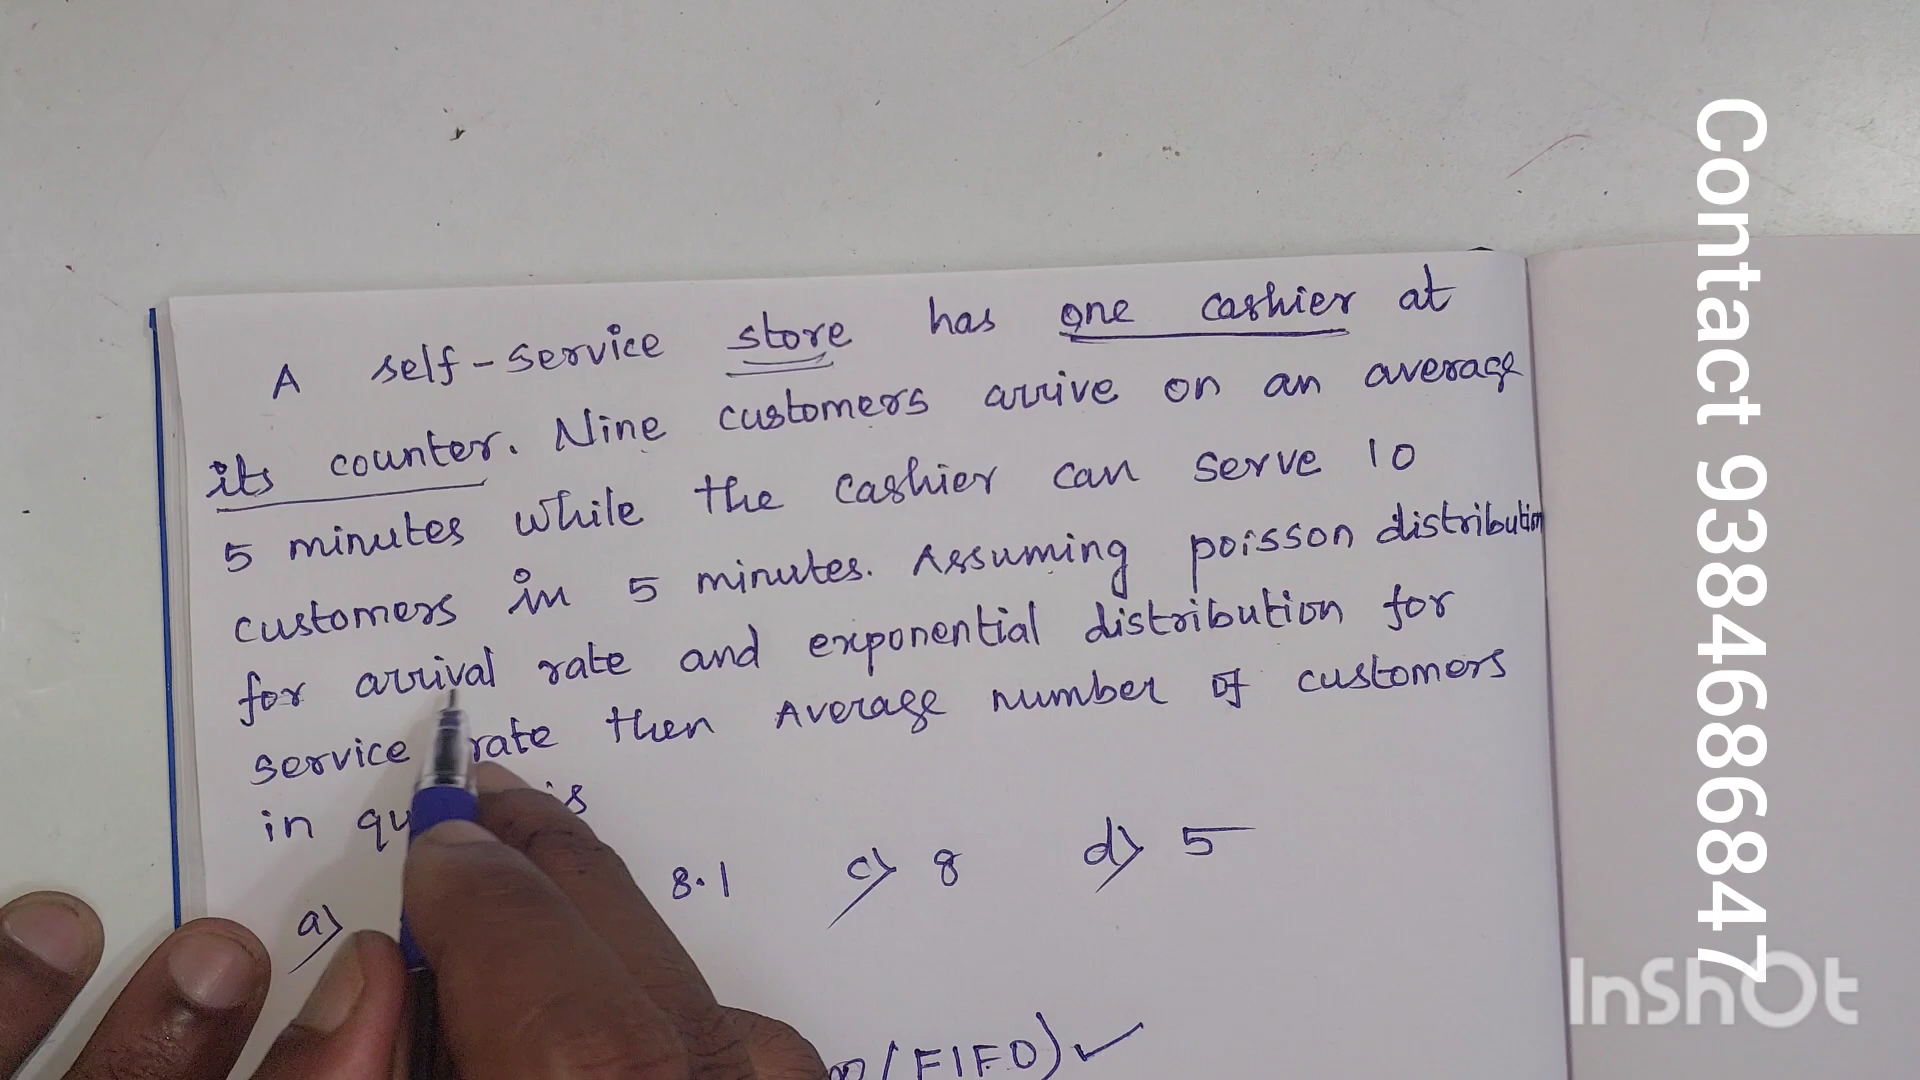 A self-service store has one cashier at
its counter. Nine customers arrive on an average
5 minutes while the cashier can serve 10
customers in 5 minutes. Assuming poisson distribution
for arrival rate and exponential distribution for
service rate then Average number of customers
in is
a) 8.1 c) 8 d) 5
∞/FIFO) ✓
Contact 9384686847
InShOt